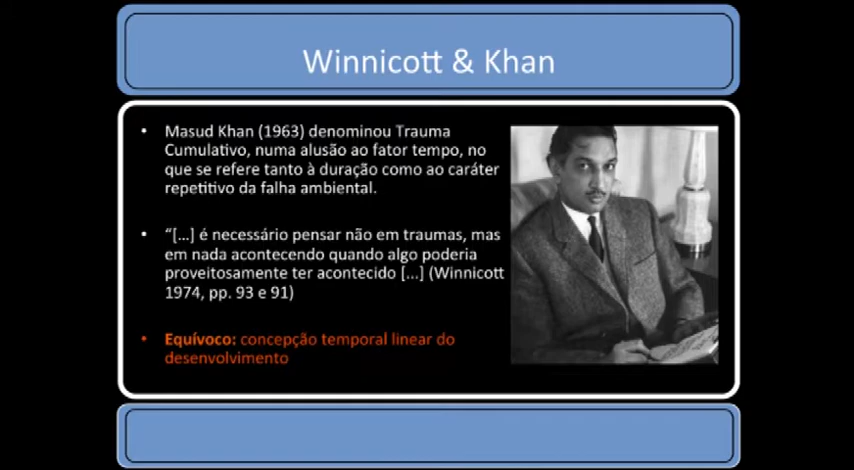 Winnicott & Khan
• Masud Khan (1963) denominou Trauma
Cumulativo, numa alusão ao fator tempo, no
que se refere tanto à duração como ao caráter
repetitivo da falha ambiental.
• “[...] é necessário pensar não em traumas, mas
em nada acontecendo quando algo poderia
proveitosamente ter acontecido [...] (Winnicott
1974, pp. 93 e 91)
• Equívoco: concepção temporal linear do
desenvolvimento